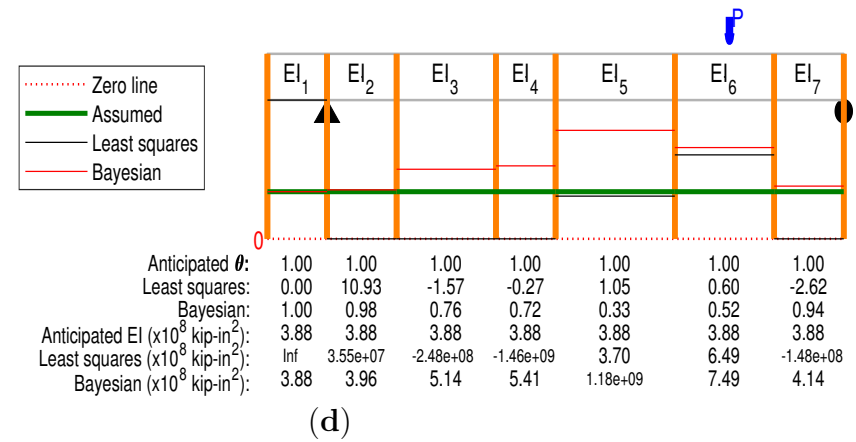 P
EI1 EI2 EI3 EI4 EI5 EI6 EI7
Zero line
Assumed
Least squares
Bayesian
0
Anticipated θ: 1.00 1.00 1.00 1.00 1.00 1.00 1.00
Least squares: 0.00 10.93 -1.57 -0.27 1.05 0.60 -2.62
Bayesian: 1.00 0.98 0.76 0.72 0.33 0.52 0.94
Anticipated EI (x10^8 kip-in^2): 3.88 3.88 3.88 3.88 3.88 3.88 3.88
Least squares (x10^8 kip-in^2): Inf 3.55e+07 -2.48e+08 -1.46e+09 3.70 6.49 -1.48e+08
Bayesian (x10^8 kip-in^2): 3.88 3.96 5.14 5.41 1.18e+09 7.49 4.14
(d)